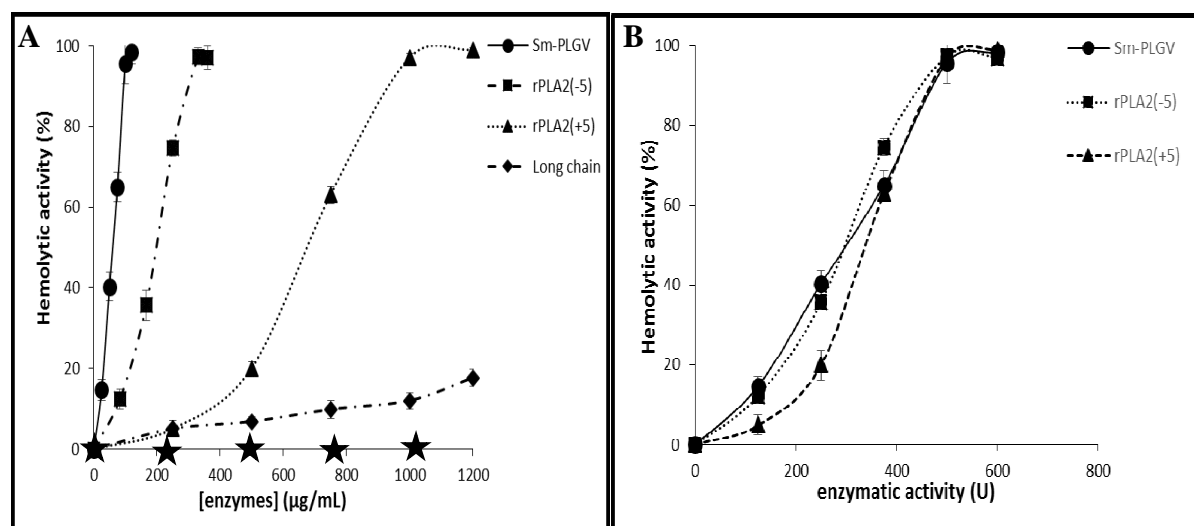 A
Hemolytic activity (%)
100
80
60
40
20
0
0 200 400 600 800 1000 1200
[enzymes] (µg/mL)
Sm-PLGV
rPLA2(-5)
rPLA2(+5)
Long chain
B
Hemolytic activity (%)
100
80
60
40
20
0
0 200 400 600 800
enzymatic activity (U)
Sm-PLGV
rPLA2(-5)
rPLA2(+5)